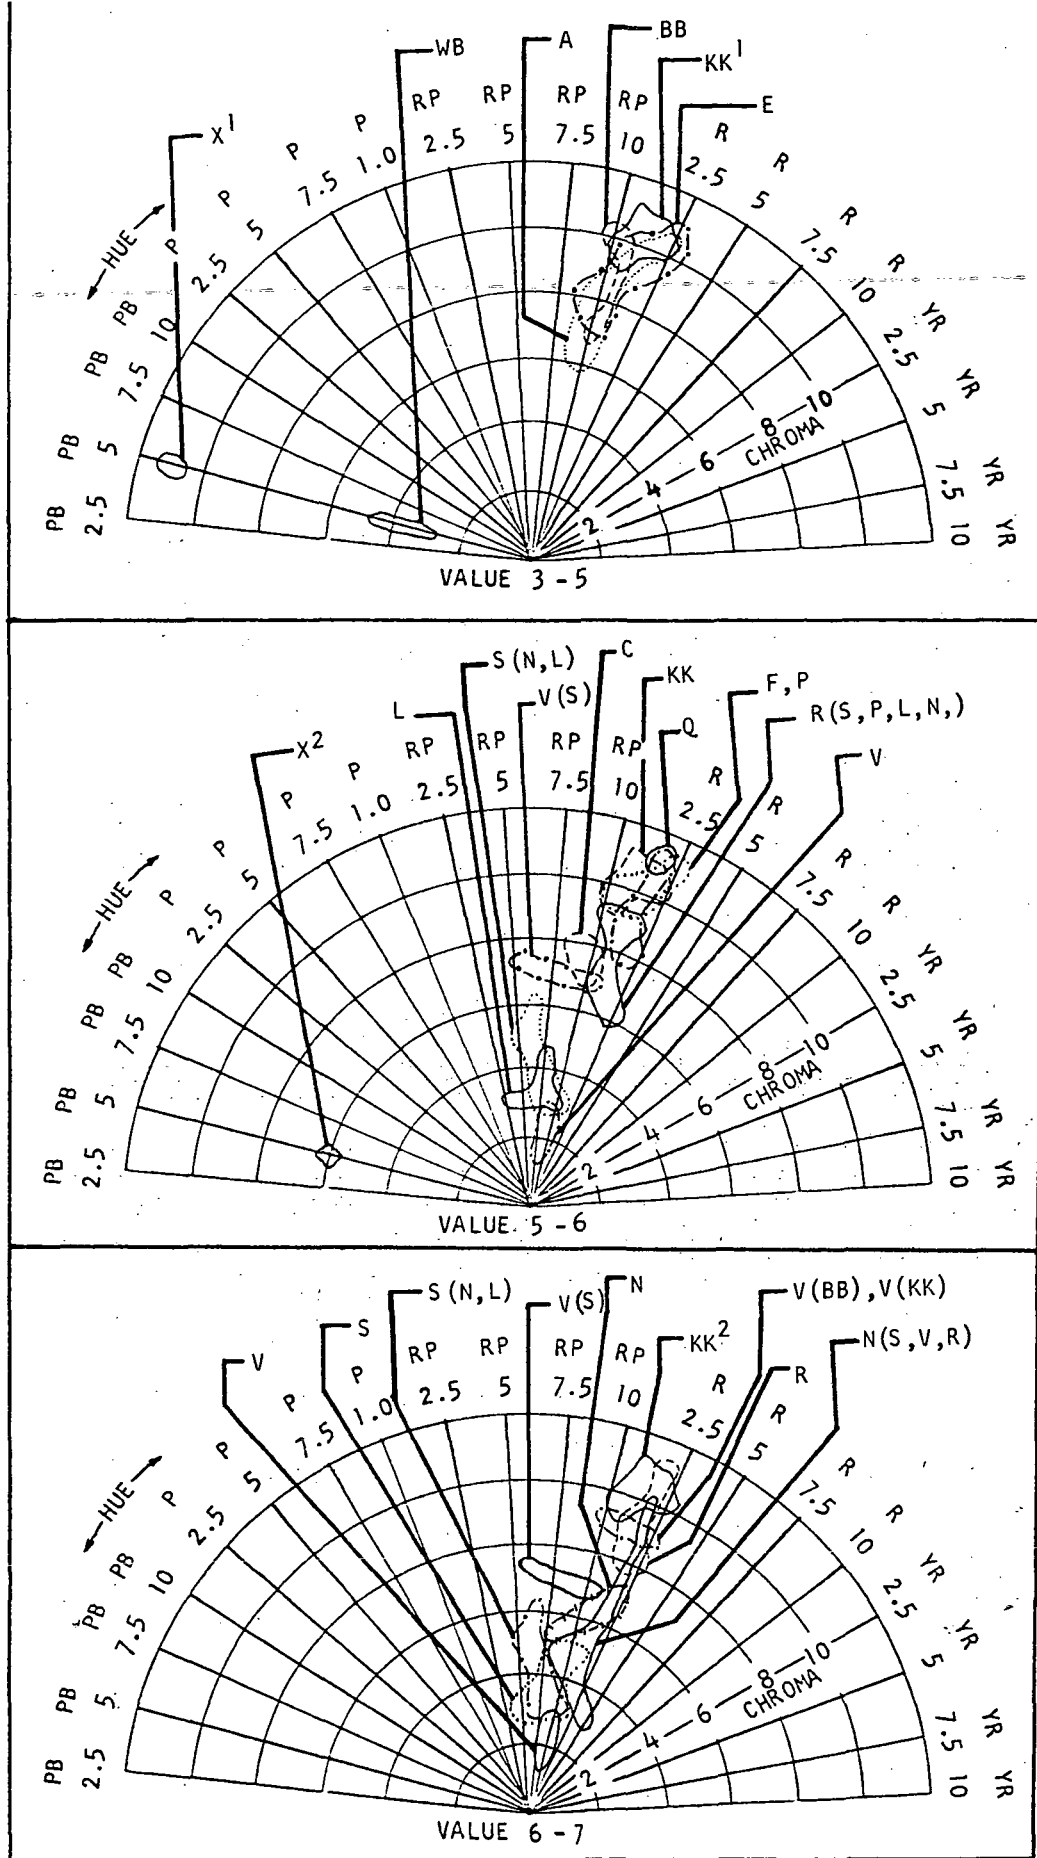 BB
A
WB
KK1
E
X1
RP RP RP RP
P 2.5 5 7.5 10 R
P 1.0 2.5 R
P 7.5 5
P 5 R
←HUE→ 7.5
P 2.5 R
PB 10 10
PB 7.5 YR
2.5
PB 5 YR
5
PB 2.5 YR
7.5
YR
10
2—4—6—8—10
CHROMA
VALUE 3-5
S(N,L)
C
V(S)
KK
F,P
L
R(S,P,L,N,)
X2
Q
V
RP RP RP RP
P 2.5 5 7.5 10 R
P 1.0 2.5 R
P 7.5 5
P 5 R
←HUE→ 7.5
P 2.5 R
PB 10 10
PB 7.5 YR
2.5
PB 5 YR
5
PB 2.5 YR
7.5
YR
10
2—4—6—8—10
CHROMA
VALUE. 5-6
S(N,L)
N
V(BB),V(KK)
V(S)
S
KK2
N(S,V,R)
V
R
RP RP RP RP
P 2.5 5 7.5 10 R
P 1.0 2.5 R
P 7.5 5
P 5 R
←HUE→ 7.5
P 2.5 R
PB 10 10
PB 7.5 YR
2.5
PB 5 YR
5
PB 2.5 YR
7.5
YR
10
2—4—6—8—10
CHROMA
VALUE 6-7